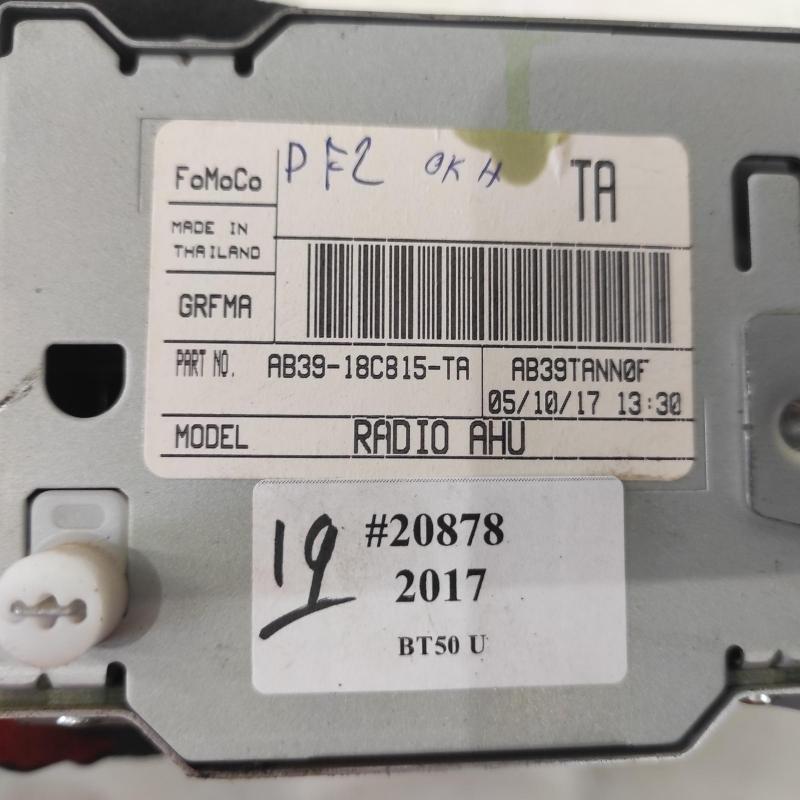 FoMoCo
PF2 OK H
TA
MADE IN
THAILAND
GRFMA
PART NO. AB39-18C815-TA
AB39TANN0F
05/10/17 13:30
MODEL RADIO AHU
19
#20878
2017
BT50 U